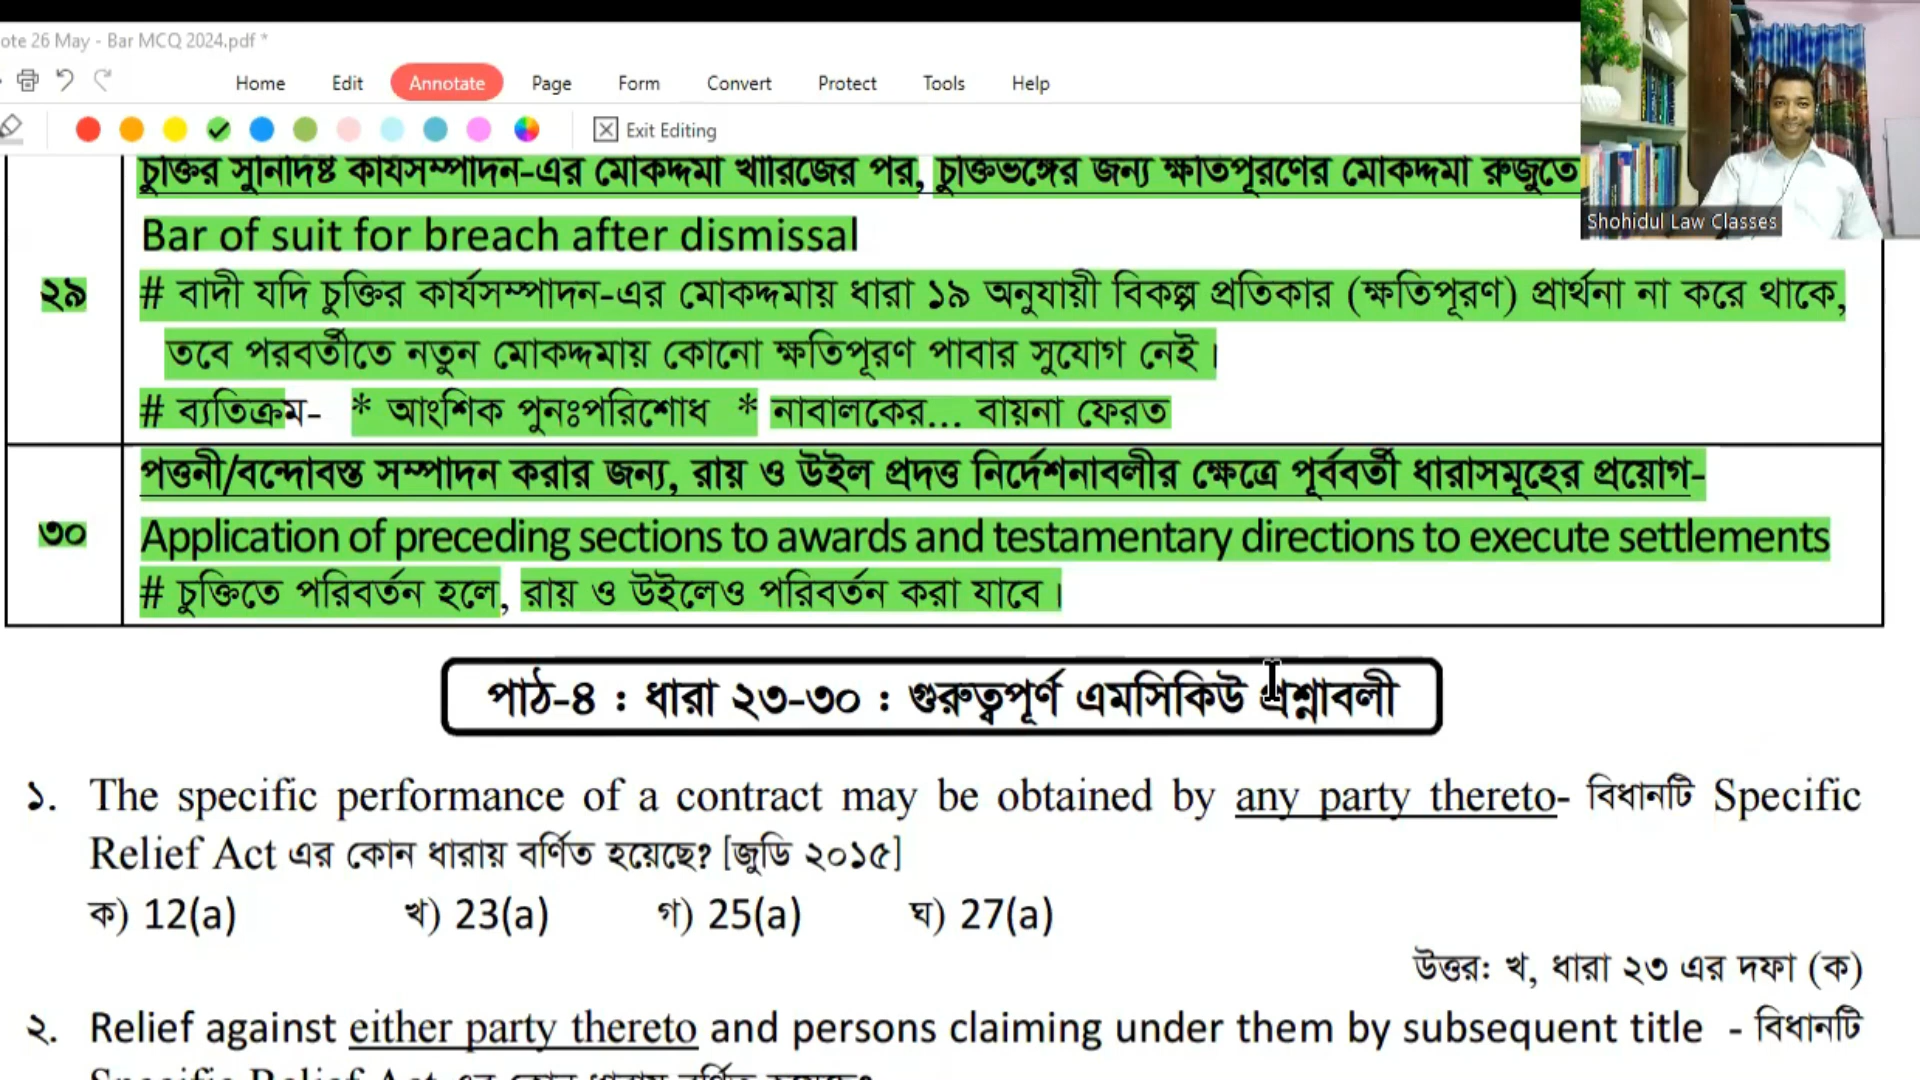 ote 26 May - Bar MCQ 2024.pdf *
Home Edit Annotate Page Form Convert Protect Tools Help
Exit Editing
Shohidul Law Classes
চুক্তির সুনির্দিষ্ট কার্যসম্পাদন-এর মোকদ্দমা খারিজের পর, চুক্তিভঙ্গের জন্য ক্ষতিপূরণের মোকদ্দমা রুজুতে
Bar of suit for breach after dismissal
২৯
# বাদী যদি চুক্তির কার্যসম্পাদন-এর মোকদ্দমায় ধারা ১৯ অনুযায়ী বিকল্প প্রতিকার (ক্ষতিপূরণ) প্রার্থনা না করে থাকে,
তবে পরবর্তীতে নতুন মোকদ্দমায় কোনো ক্ষতিপূরণ পাবার সুযোগ নেই।
# ব্যতিক্রম- * আংশিক পুনঃপরিশোধ * নাবালকের... বায়না ফেরত
পত্তনী/বন্দোবস্ত সম্পাদন করার জন্য, রায় ও উইল প্রদত্ত নির্দেশনাবলীর ক্ষেত্রে পূর্ববর্তী ধারাসমূহের প্রয়োগ-
৩০
Application of preceding sections to awards and testamentary directions to execute settlements
# চুক্তিতে পরিবর্তন হলে, রায় ও উইলেও পরিবর্তন করা যাবে।
পাঠ-৪ : ধারা ২৩-৩০ : গুরুত্বপূর্ণ এমসিকিউ প্রশ্নাবলী
১. The specific performance of a contract may be obtained by any party thereto- বিধানটি Specific
Relief Act এর কোন ধারায় বর্ণিত হয়েছে? [জুডি ২০১৫]
ক) 12(a) খ) 23(a) গ) 25(a) ঘ) 27(a)
উত্তর: খ, ধারা ২৩ এর দফা (ক)
২. Relief against either party thereto and persons claiming under them by subsequent title - বিধানটি
Specific Relief Act এর কোন ধারায় বর্ণিত হয়েছে?